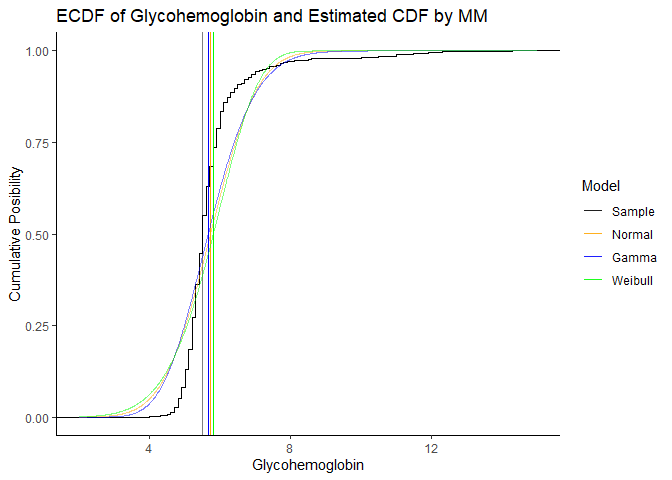 ECDF of Glycohemoglobin and Estimated CDF by MM
1.00
0.75
0.50
0.25
0.00
Cumulative Posibility
4
8
12
Glycohemoglobin
Model
Sample
Normal
Gamma
Weibull